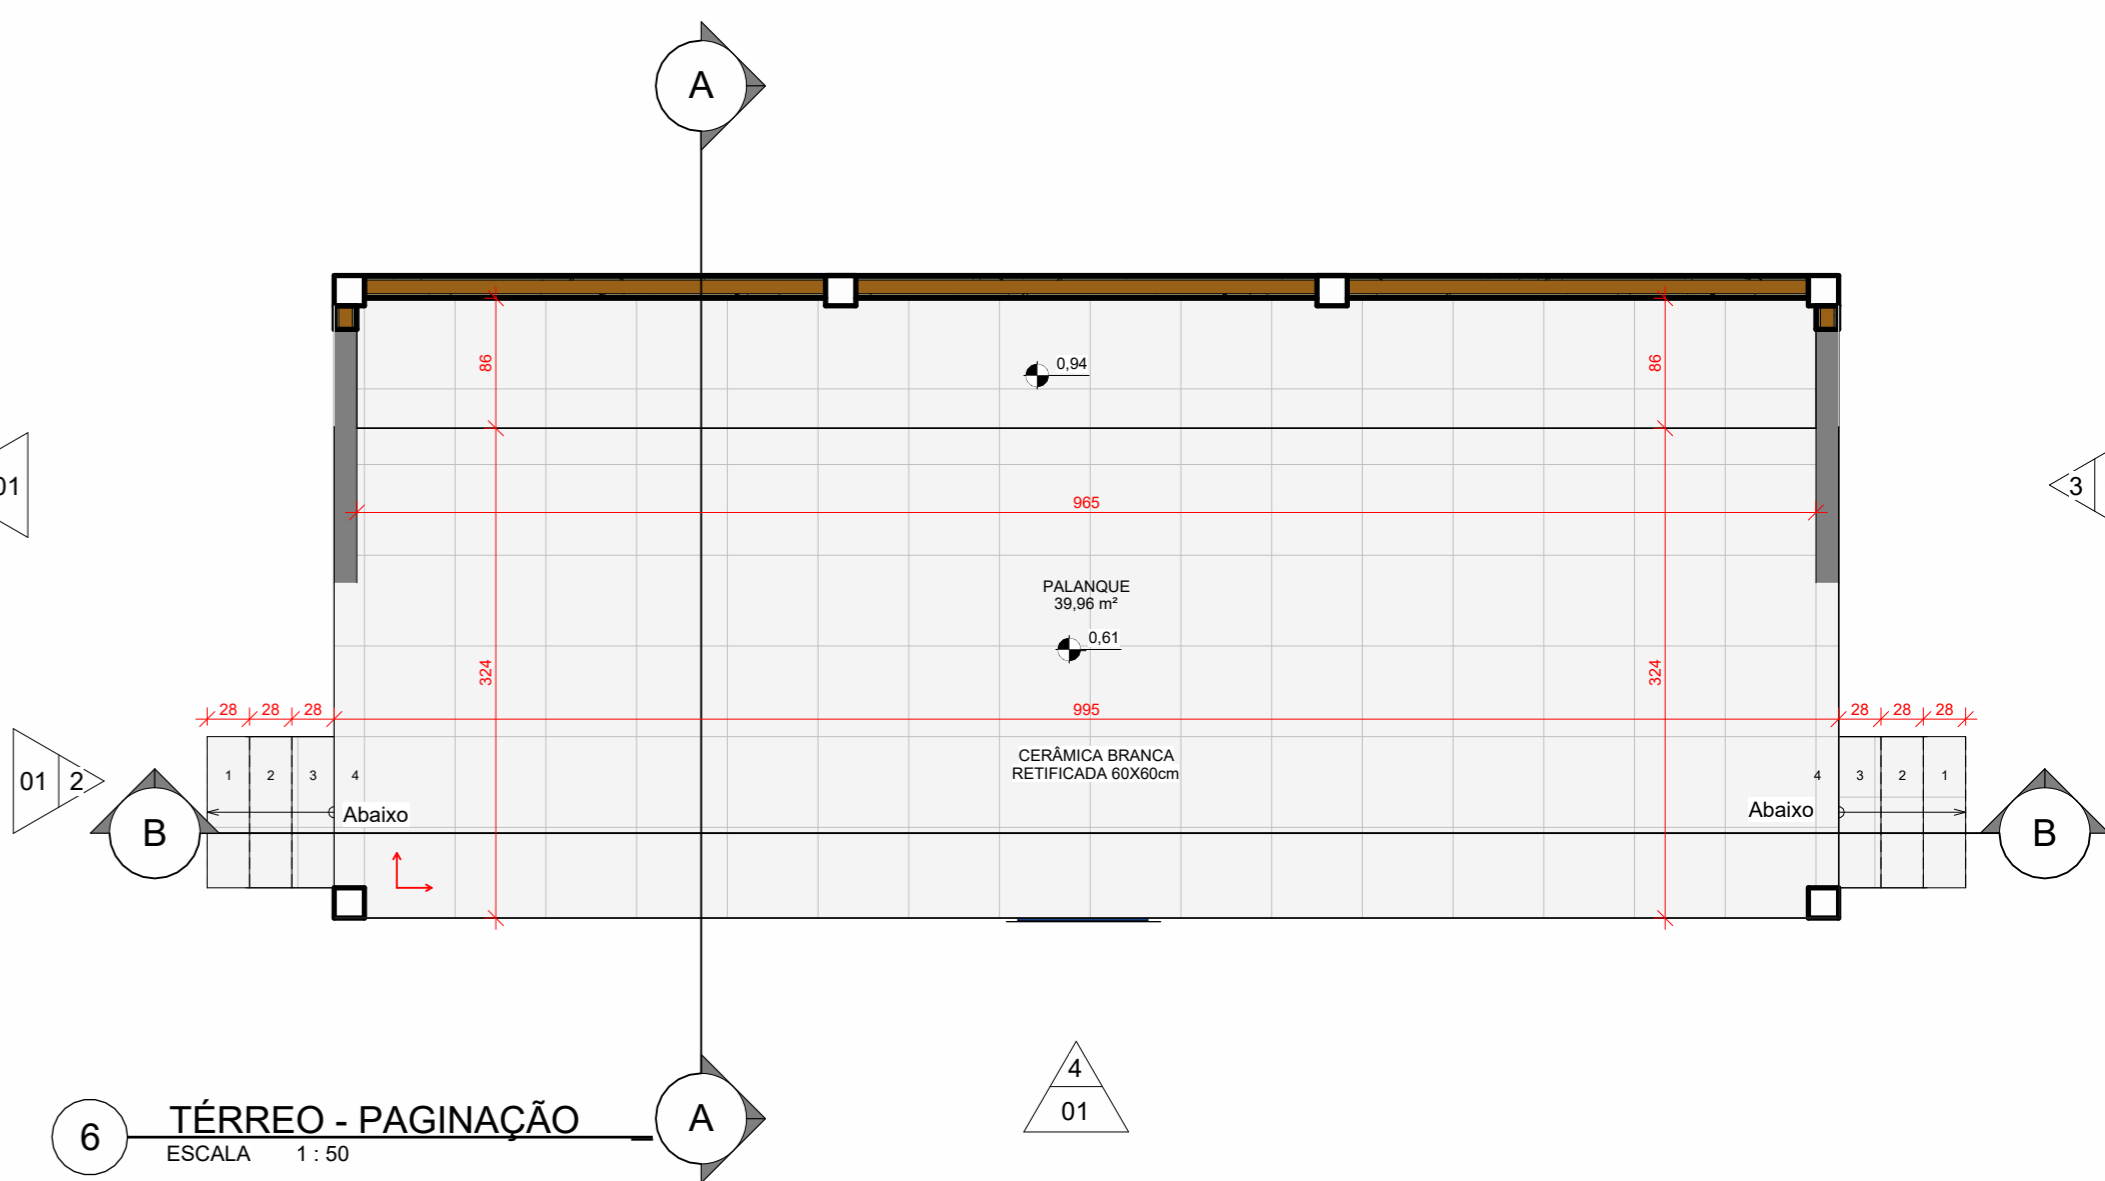 A
86
0,94
86
01
3
965
PALANQUE
39,96 m²
0,61
324
324
28 28 28
995
28 28 28
CERÂMICA BRANCA
RETIFICADA 60X60cm
01 2
1 2 3 4
4 3 2 1
Abaixo
Abaixo
B
B
4
01
6
TÉRREO - PAGINAÇÃO
ESCALA 1 : 50
A